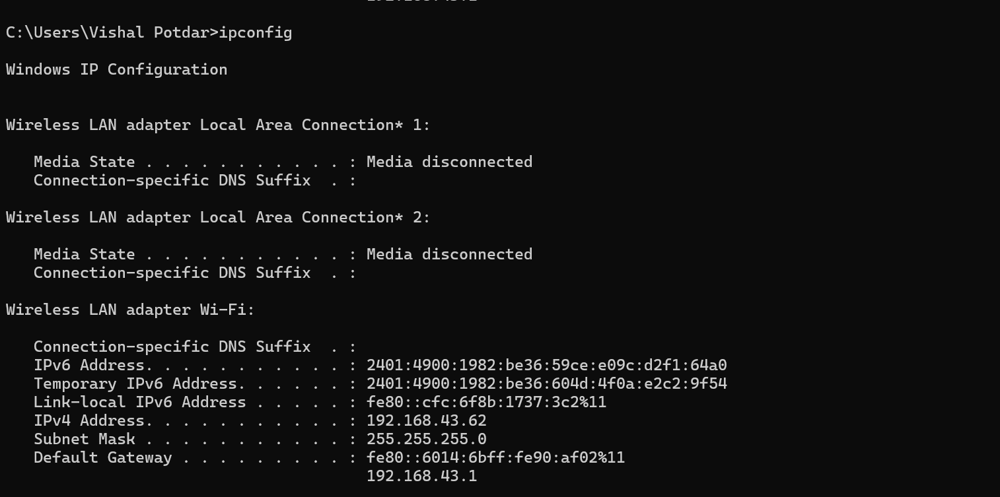 C:\Users\Vishal Potdar>ipconfig
Windows IP Configuration
Wireless LAN adapter Local Area Connection* 1:
Media State . . . . . . . . . . . : Media disconnected
Connection-specific DNS Suffix  . :
Wireless LAN adapter Local Area Connection* 2:
Media State . . . . . . . . . . . : Media disconnected
Connection-specific DNS Suffix  . :
Wireless LAN adapter Wi-Fi:
Connection-specific DNS Suffix  . :
IPv6 Address. . . . . . . . . . . : 2401:4900:1982:be36:59ce:e09c:d2f1:64a0
Temporary IPv6 Address. . . . . . : 2401:4900:1982:be36:604d:4f0a:e2c2:9f54
Link-local IPv6 Address . . . . . : fe80::cfc:6f8b:1737:3c2%11
IPv4 Address. . . . . . . . . . . : 192.168.43.62
Subnet Mask . . . . . . . . . . . : 255.255.255.0
Default Gateway . . . . . . . . . : fe80::6014:6bff:fe90:af02%11
192.168.43.1